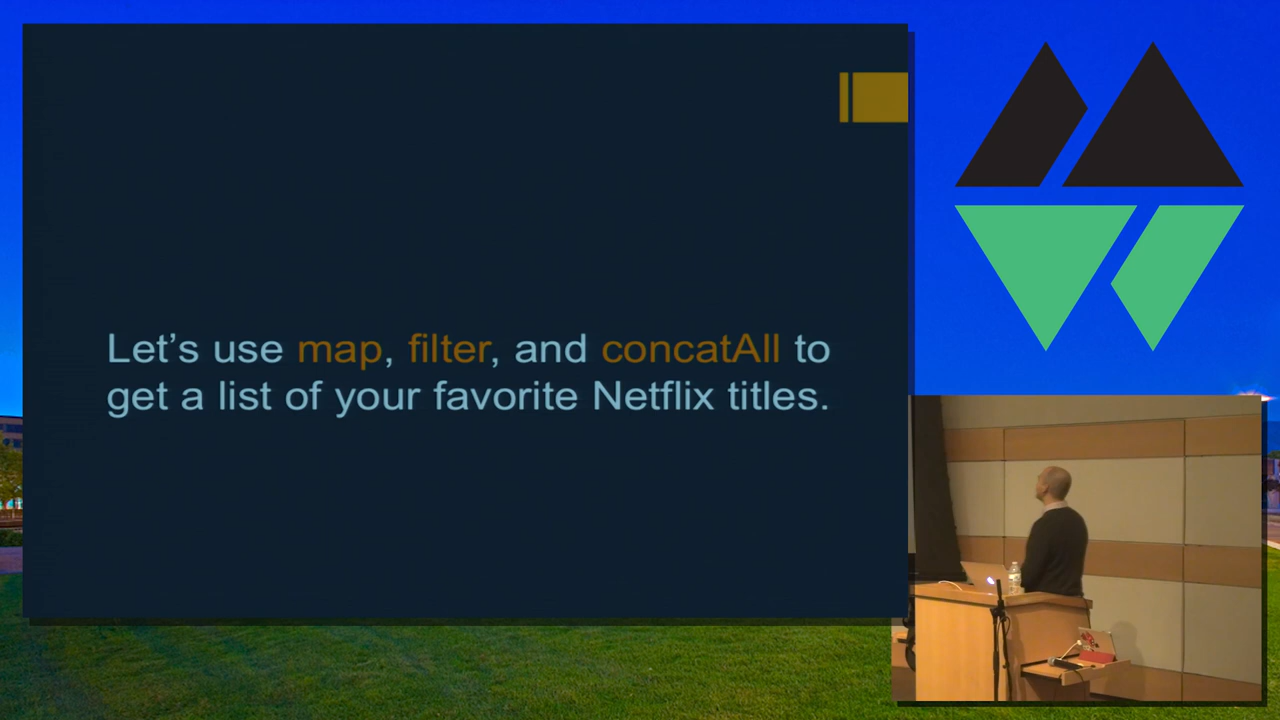 Let’s use map, filter, and concatAll to
get a list of your favorite Netflix titles.